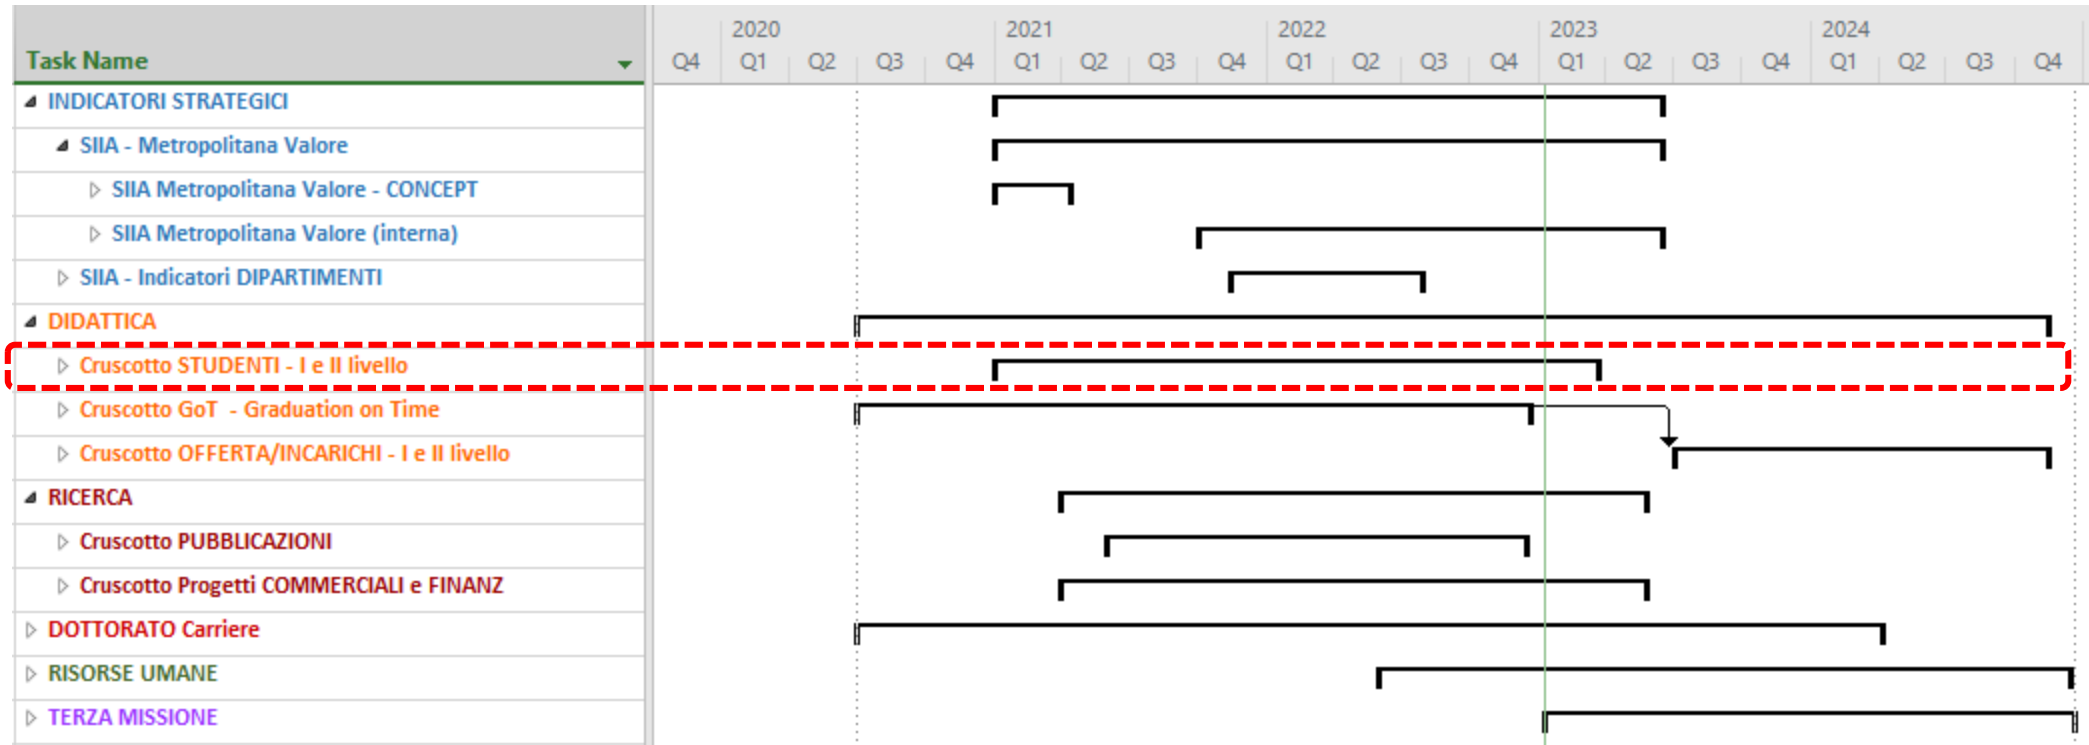 2020 2021 2022 2023 2024
Task Name Q4 Q1 Q2 Q3 Q4 Q1 Q2 Q3 Q4 Q1 Q2 Q3 Q4 Q1 Q2 Q3 Q4 Q1 Q2 Q3 Q4
INDICATORI STRATEGICI
SIIA - Metropolitana Valore
SIIA Metropolitana Valore - CONCEPT
SIIA Metropolitana Valore (interna)
SIIA - Indicatori DIPARTIMENTI
DIDATTICA
Cruscotto STUDENTI - I e II livello
Cruscotto GoT - Graduation on Time
Cruscotto OFFERTA/INCARICHI - I e II livello
RICERCA
Cruscotto PUBBLICAZIONI
Cruscotto Progetti COMMERCIALI e FINANZ
DOTTORATO Carriere
RISORSE UMANE
TERZA MISSIONE